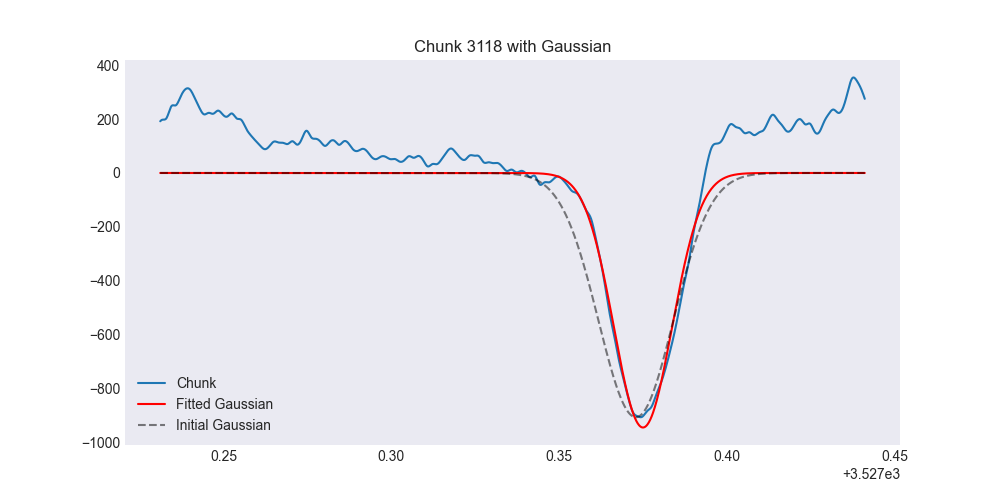 Chunk 3118 with Gaussian
400
200
0
−200
−400
−600
−800
−1000
Chunk
Fitted Gaussian
Initial Gaussian
0.25 0.30 0.35 0.40 0.45
+3.527e3